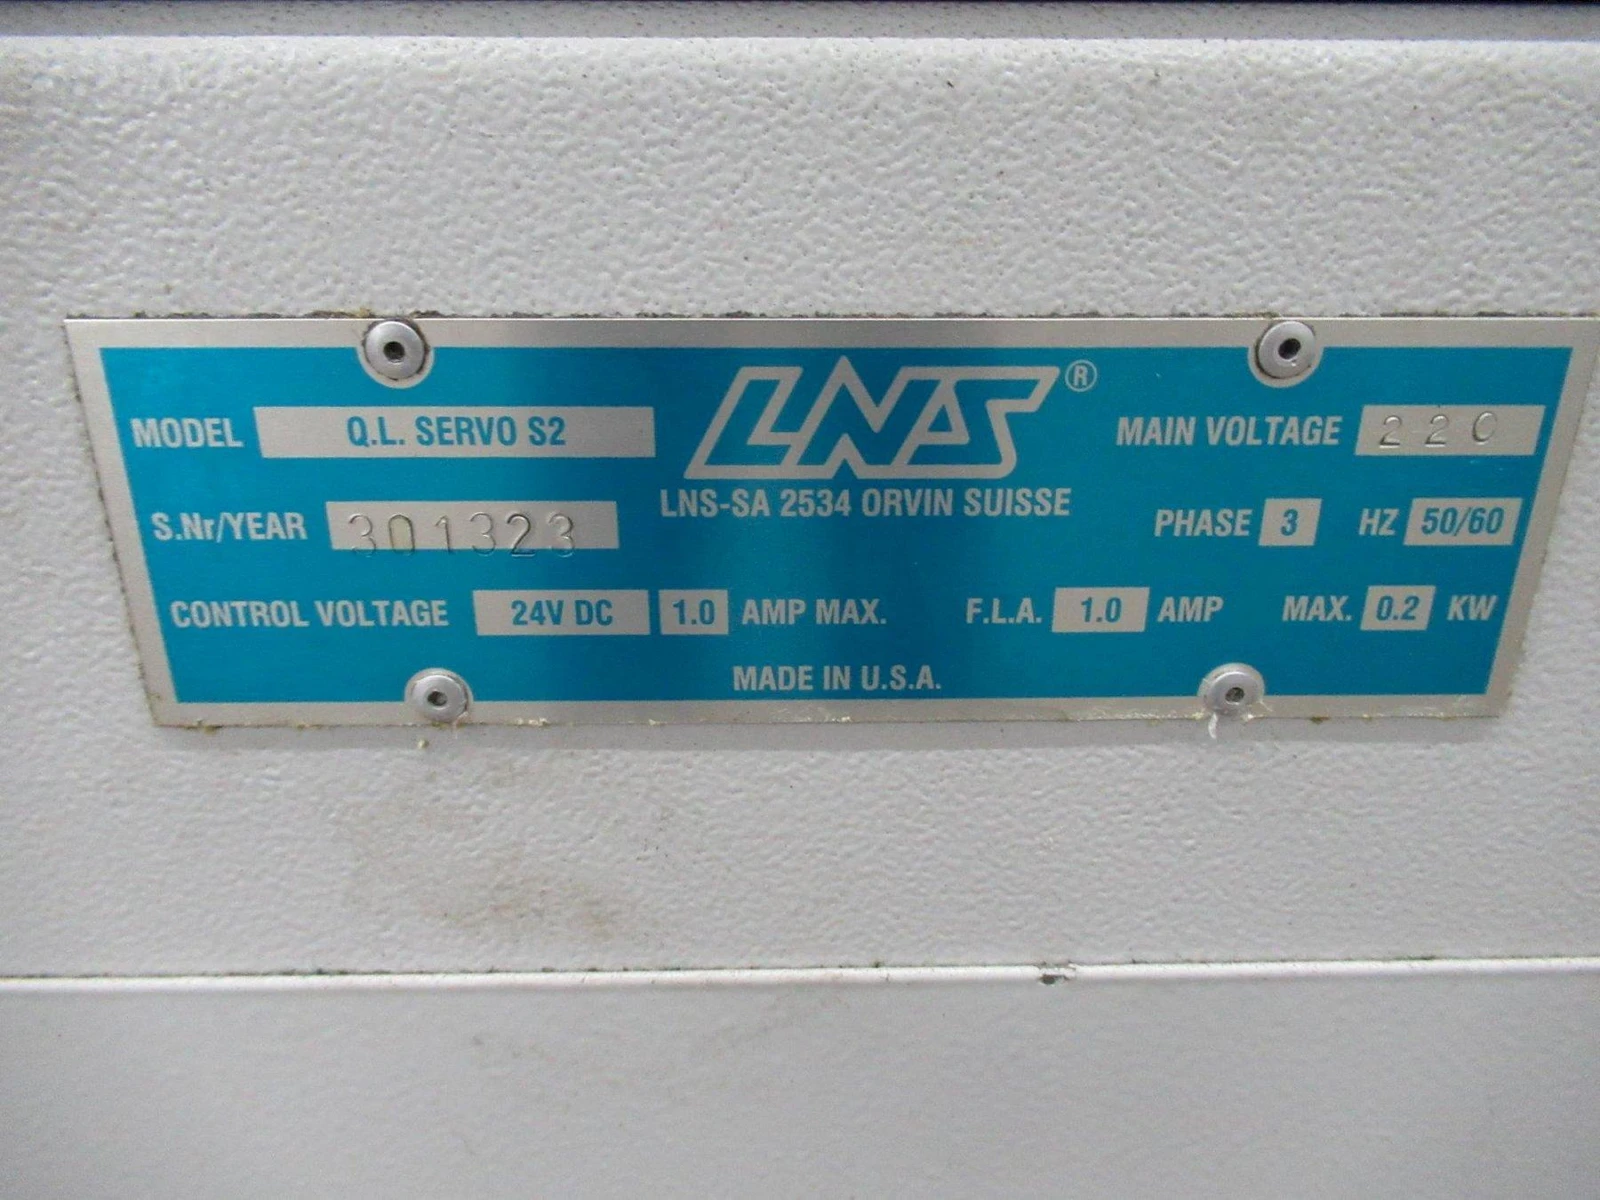 LNS®
MODEL Q.L. SERVO S2
MAIN VOLTAGE 220
LNS-SA 2534 ORVIN SUISSE
S.Nr/YEAR 301323
PHASE 3 HZ 50/60
CONTROL VOLTAGE 24V DC 1.0 AMP MAX. F.L.A. 1.0 AMP MAX. 0.2 KW
MADE IN U.S.A.